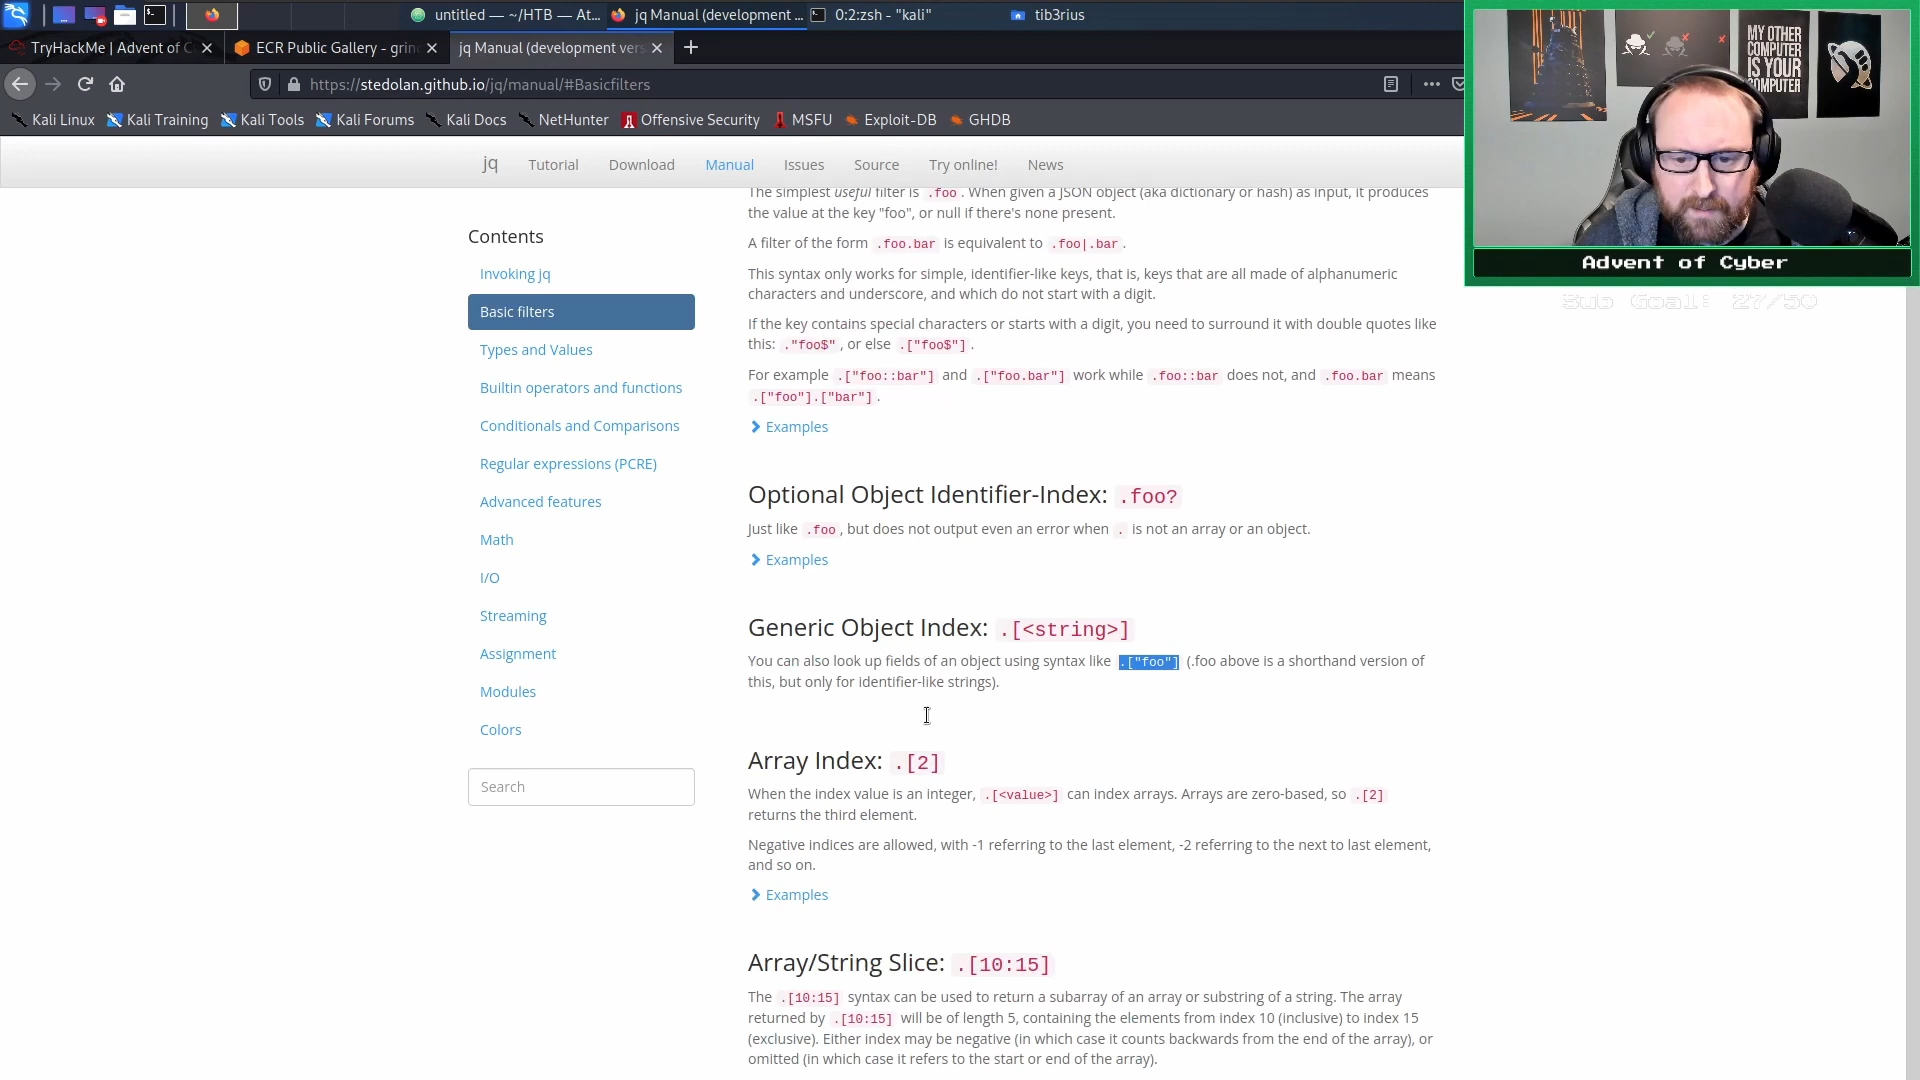 untitled — ~/HTB — At...
jq Manual (development ...
0:2:zsh - "kali"
tib3rius
TryHackMe | Advent of C
ECR Public Gallery - grin
jq Manual (development vers
https://stedolan.github.io/jq/manual/#Basicfilters
Kali Linux
Kali Training
Kali Tools
Kali Forums
Kali Docs
NetHunter
Offensive Security
MSFU
Exploit-DB
GHDB
MY OTHER
COMPUTER
IS YOUR
COMPUTER
Advent of Cyber
Sub Goal: 27/50
jq
Tutorial
Download
Manual
Issues
Source
Try online!
News
Contents
Invoking jq
Basic filters
Types and Values
Builtin operators and functions
Conditionals and Comparisons
Regular expressions (PCRE)
Advanced features
Math
I/O
Streaming
Assignment
Modules
Colors
Search
The simplest useful filter is .foo. When given a JSON object (aka dictionary or hash) as input, it produces
the value at the key "foo", or null if there's none present.
A filter of the form .foo.bar is equivalent to .foo|.bar.
This syntax only works for simple, identifier-like keys, that is, keys that are all made of alphanumeric
characters and underscore, and which do not start with a digit.
If the key contains special characters or starts with a digit, you need to surround it with double quotes like
this: ."foo$", or else .["foo$"].
For example .["foo::bar"] and .["foo.bar"] work while .foo::bar does not, and .foo.bar means
.["foo"].["bar"].
Examples
Optional Object Identifier-Index: .foo?
Just like .foo, but does not output even an error when . is not an array or an object.
Examples
Generic Object Index: .[<string>]
You can also look up fields of an object using syntax like .["foo"] (.foo above is a shorthand version of
this, but only for identifier-like strings).
Array Index: .[2]
When the index value is an integer, .[<value>] can index arrays. Arrays are zero-based, so .[2]
returns the third element.
Negative indices are allowed, with -1 referring to the last element, -2 referring to the next to last element,
and so on.
Examples
Array/String Slice: .[10:15]
The .[10:15] syntax can be used to return a subarray of an array or substring of a string. The array
returned by .[10:15] will be of length 5, containing the elements from index 10 (inclusive) to index 15
(exclusive). Either index may be negative (in which case it counts backwards from the end of the array), or
omitted (in which case it refers to the start or end of the array).